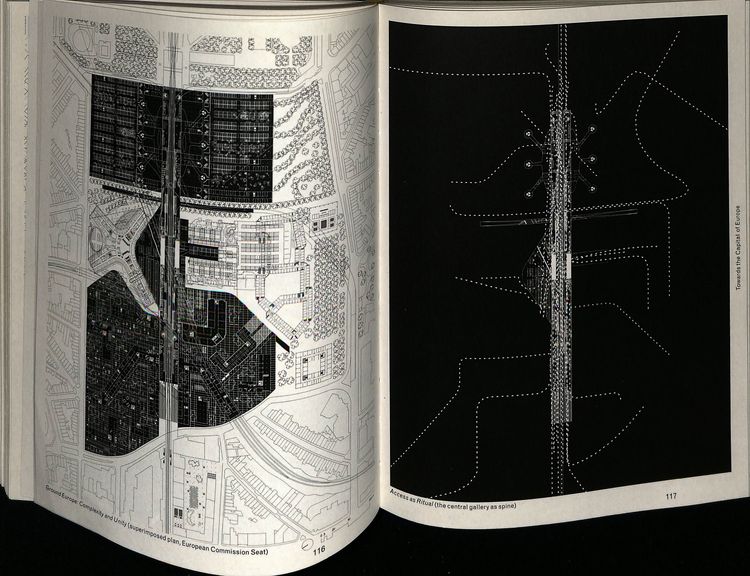 Ground Europe: Complexity and Unity (superimposed plan, European Commission Seat)
116
Access as Ritual (the central gallery as spine)
117
Towards the Capital of Europe